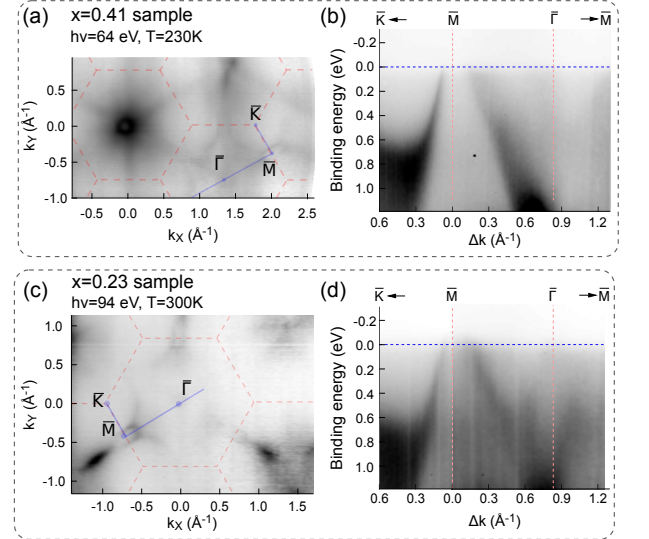 (a)
x=0.41 sample
hν=64 eV, T=230K
k_Y (Å⁻¹)
0.5
0.0
-0.5
-1.0
K̄
Γ̄
M̄
-0.5 0.0 0.5 1.0 1.5 2.0 2.5
k_X (Å⁻¹)
(b)
K̄ ← M̄ Γ̄ → M̄
Binding energy (eV)
-0.2
0.0
0.2
0.4
0.6
0.8
1.0
0.6 0.3 0.0 0.3 0.6 0.9 1.2
Δk (Å⁻¹)
(c)
x=0.23 sample
hν=94 eV, T=300K
k_Y (Å⁻¹)
1.0
0.5
0.0
-0.5
-1.0
K̄
Γ̄
M̄
-1.0 -0.5 0.0 0.5 1.0 1.5
k_X (Å⁻¹)
(d)
K̄ ← M̄ Γ̄ → M̄
Binding energy (eV)
-0.2
0.0
0.2
0.4
0.6
0.8
1.0
0.6 0.3 0.0 0.3 0.6 0.9 1.2
Δk (Å⁻¹)